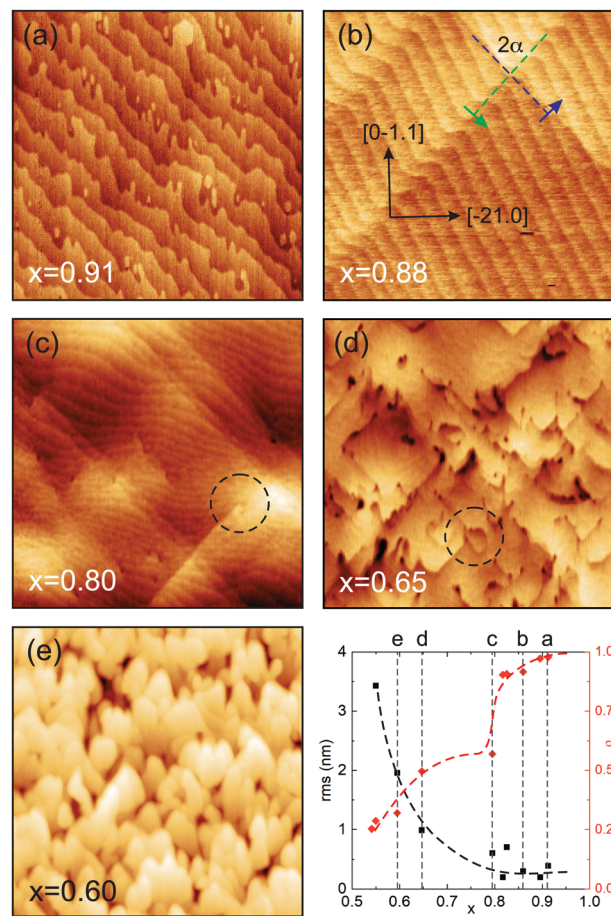 (a)
x=0.91
(b)
2α
[0-1.1]
[-21.0]
x=0.88
(c)
x=0.80
(d)
x=0.65
(e)
x=0.60
e d c b a
4
3
2
1
0
rms (nm)
1.0
0.7
0.5
0.2
0.0
0.5 0.6 0.7 0.8 0.9 1.0
x